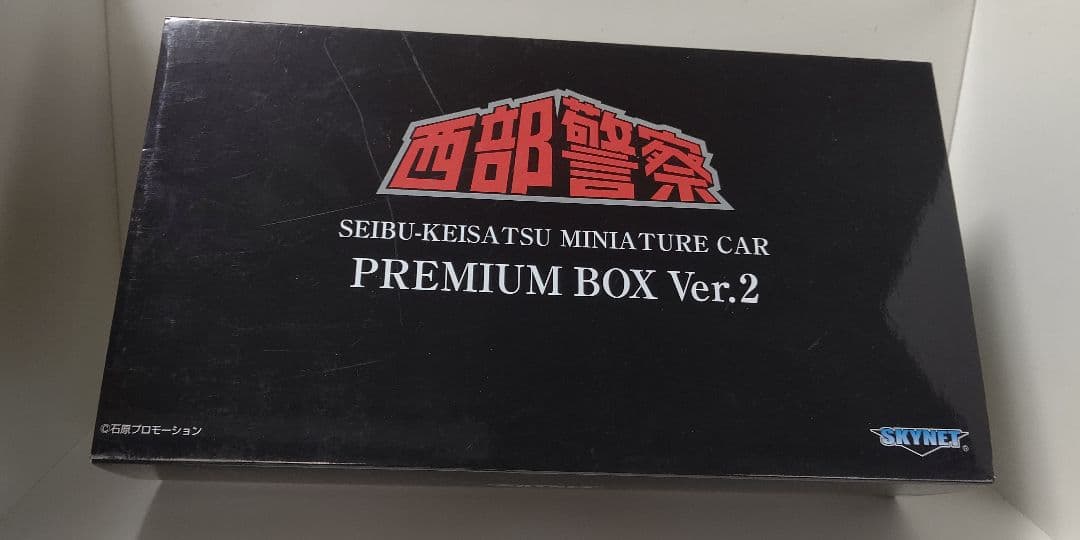 西部警察
SEIBU-KEISATSU MINIATURE CAR
PREMIUM BOX Ver.2
©石原プロモーション
SKYNET®